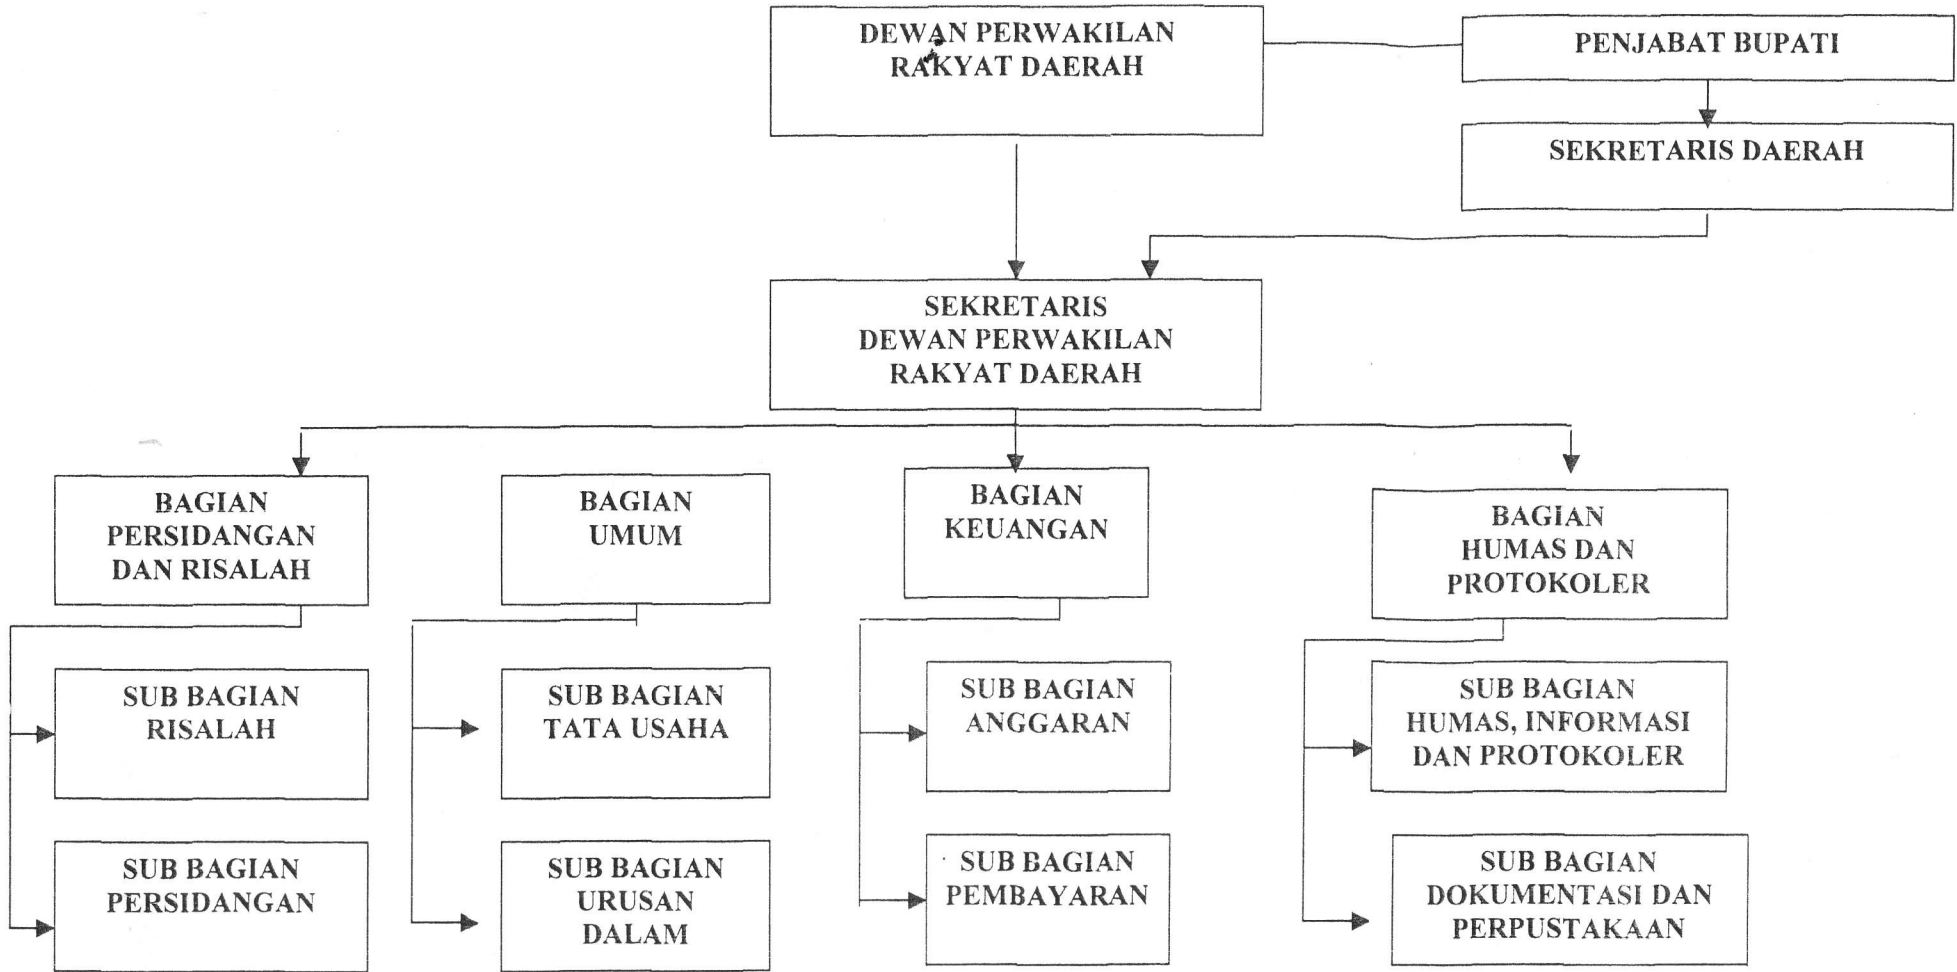 DEWAN PERWAKILAN
RAKYAT DAERAH
PENJABAT BUPATI
SEKRETARIS DAERAH
SEKRETARIS
DEWAN PERWAKILAN
RAKYAT DAERAH
BAGIAN
PERSIDANGAN
DAN RISALAH
BAGIAN
UMUM
BAGIAN
KEUANGAN
BAGIAN
HUMAS DAN
PROTOKOLER
SUB BAGIAN
RISALAH
SUB BAGIAN
TATA USAHA
SUB BAGIAN
ANGGARAN
SUB BAGIAN
HUMAS, INFORMASI
DAN PROTOKOLER
SUB BAGIAN
PERSIDANGAN
SUB BAGIAN
URUSAN
DALAM
SUB BAGIAN
PEMBAYARAN
SUB BAGIAN
DOKUMENTASI DAN
PERPUSTAKAAN